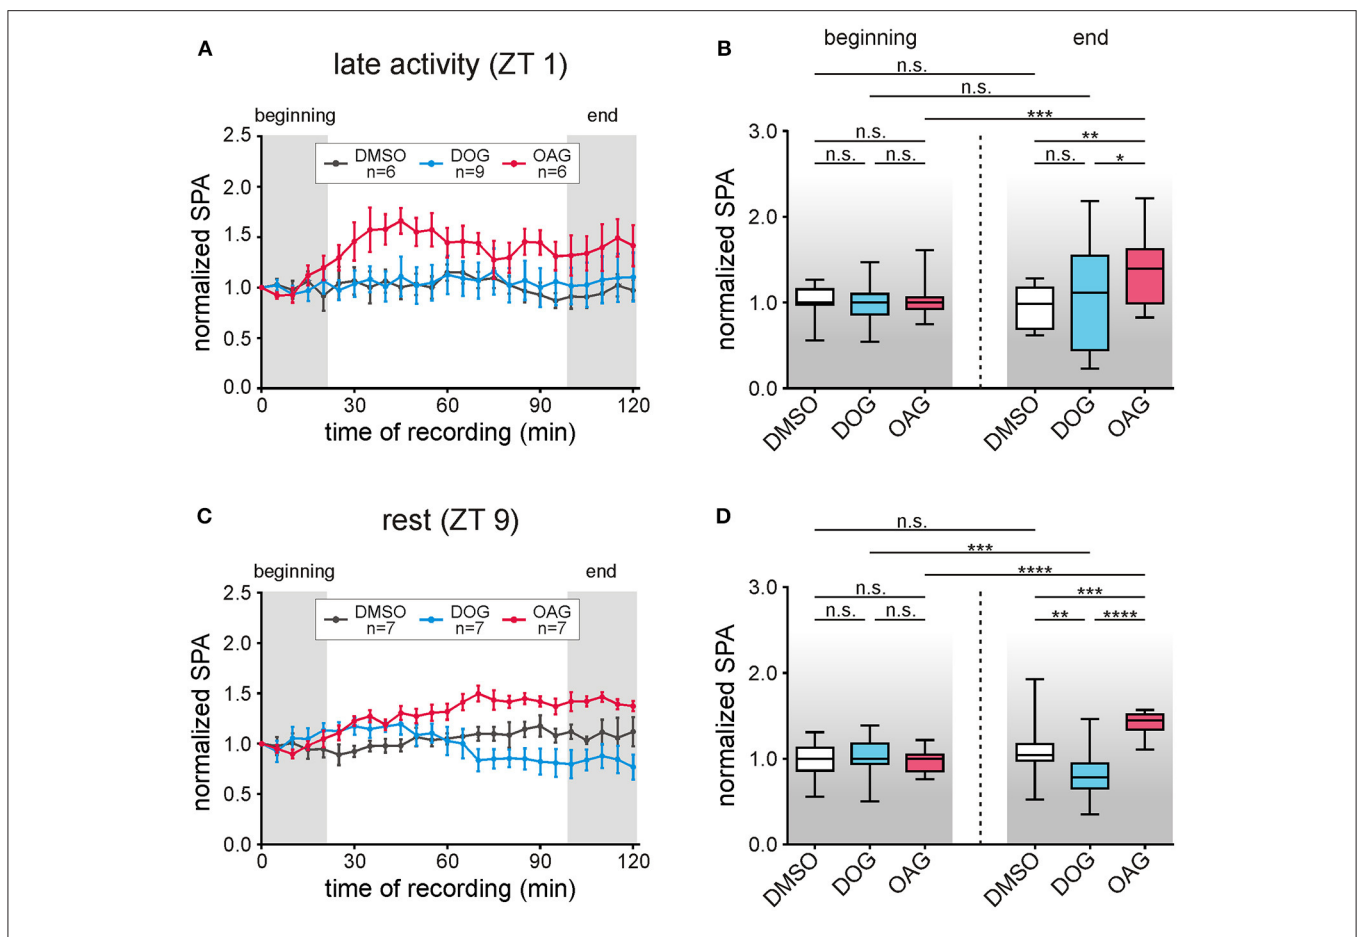 A
late activity (ZT 1)
beginning
end
2.5
2.0
1.5
1.0
0.5
0.0
normalized SPA
DMSO DOG OAG
n=6 n=9 n=6
0 30 60 90 120
time of recording (min)
B
beginning end
n.s.
n.s.
***
n.s. **
n.s. n.s. n.s. *
3.0
2.0
1.0
0.0
normalized SPA
DMSO DOG OAG DMSO DOG OAG
C
rest (ZT 9)
beginning
end
2.5
2.0
1.5
1.0
0.5
0.0
normalized SPA
DMSO DOG OAG
n=7 n=7 n=7
0 30 60 90 120
time of recording (min)
D
n.s.
***
****
n.s. ***
n.s. n.s. ** ****
3.0
2.0
1.0
0.0
normalized SPA
DMSO DOG OAG DMSO DOG OAG